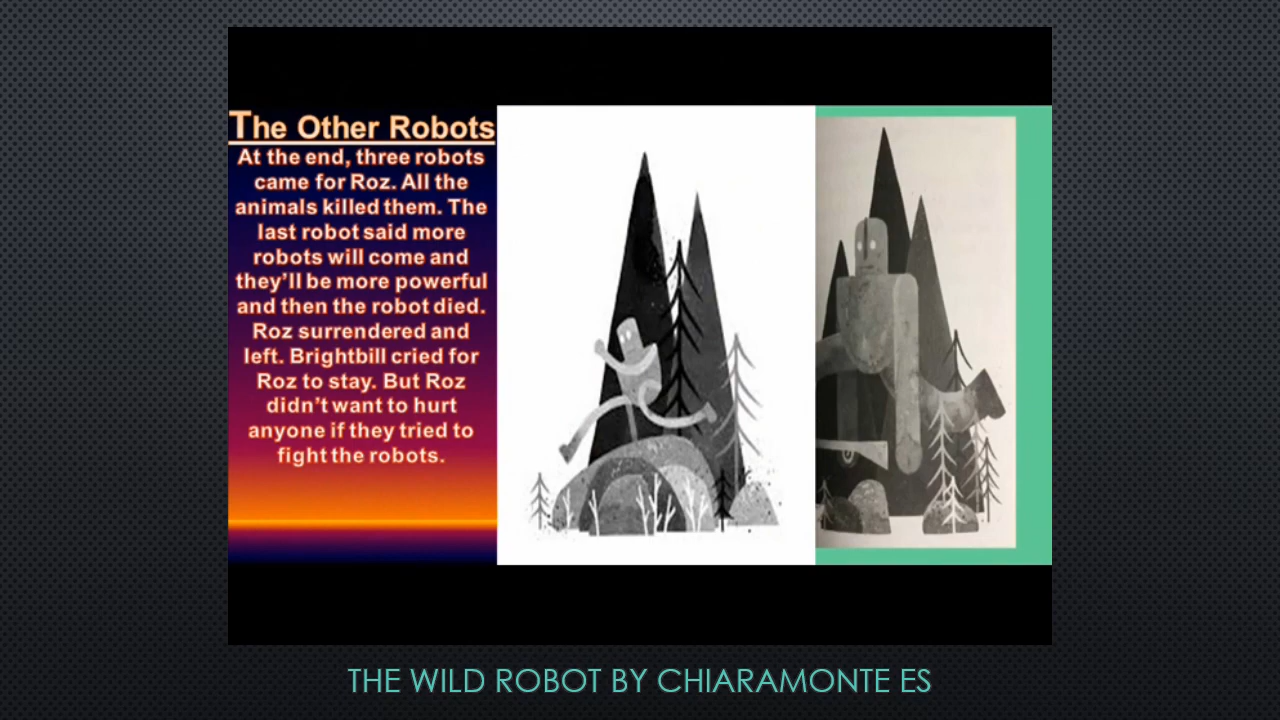 The Other Robots
At the end, three robots
came for Roz. All the
animals killed them. The
last robot said more
robots will come and
they'll be more powerful
and then the robot died.
Roz surrendered and
left. Brightbill cried for
Roz to stay. But Roz
didn't want to hurt
anyone if they tried to
fight the robots.
THE WILD ROBOT BY CHIARAMONTE ES